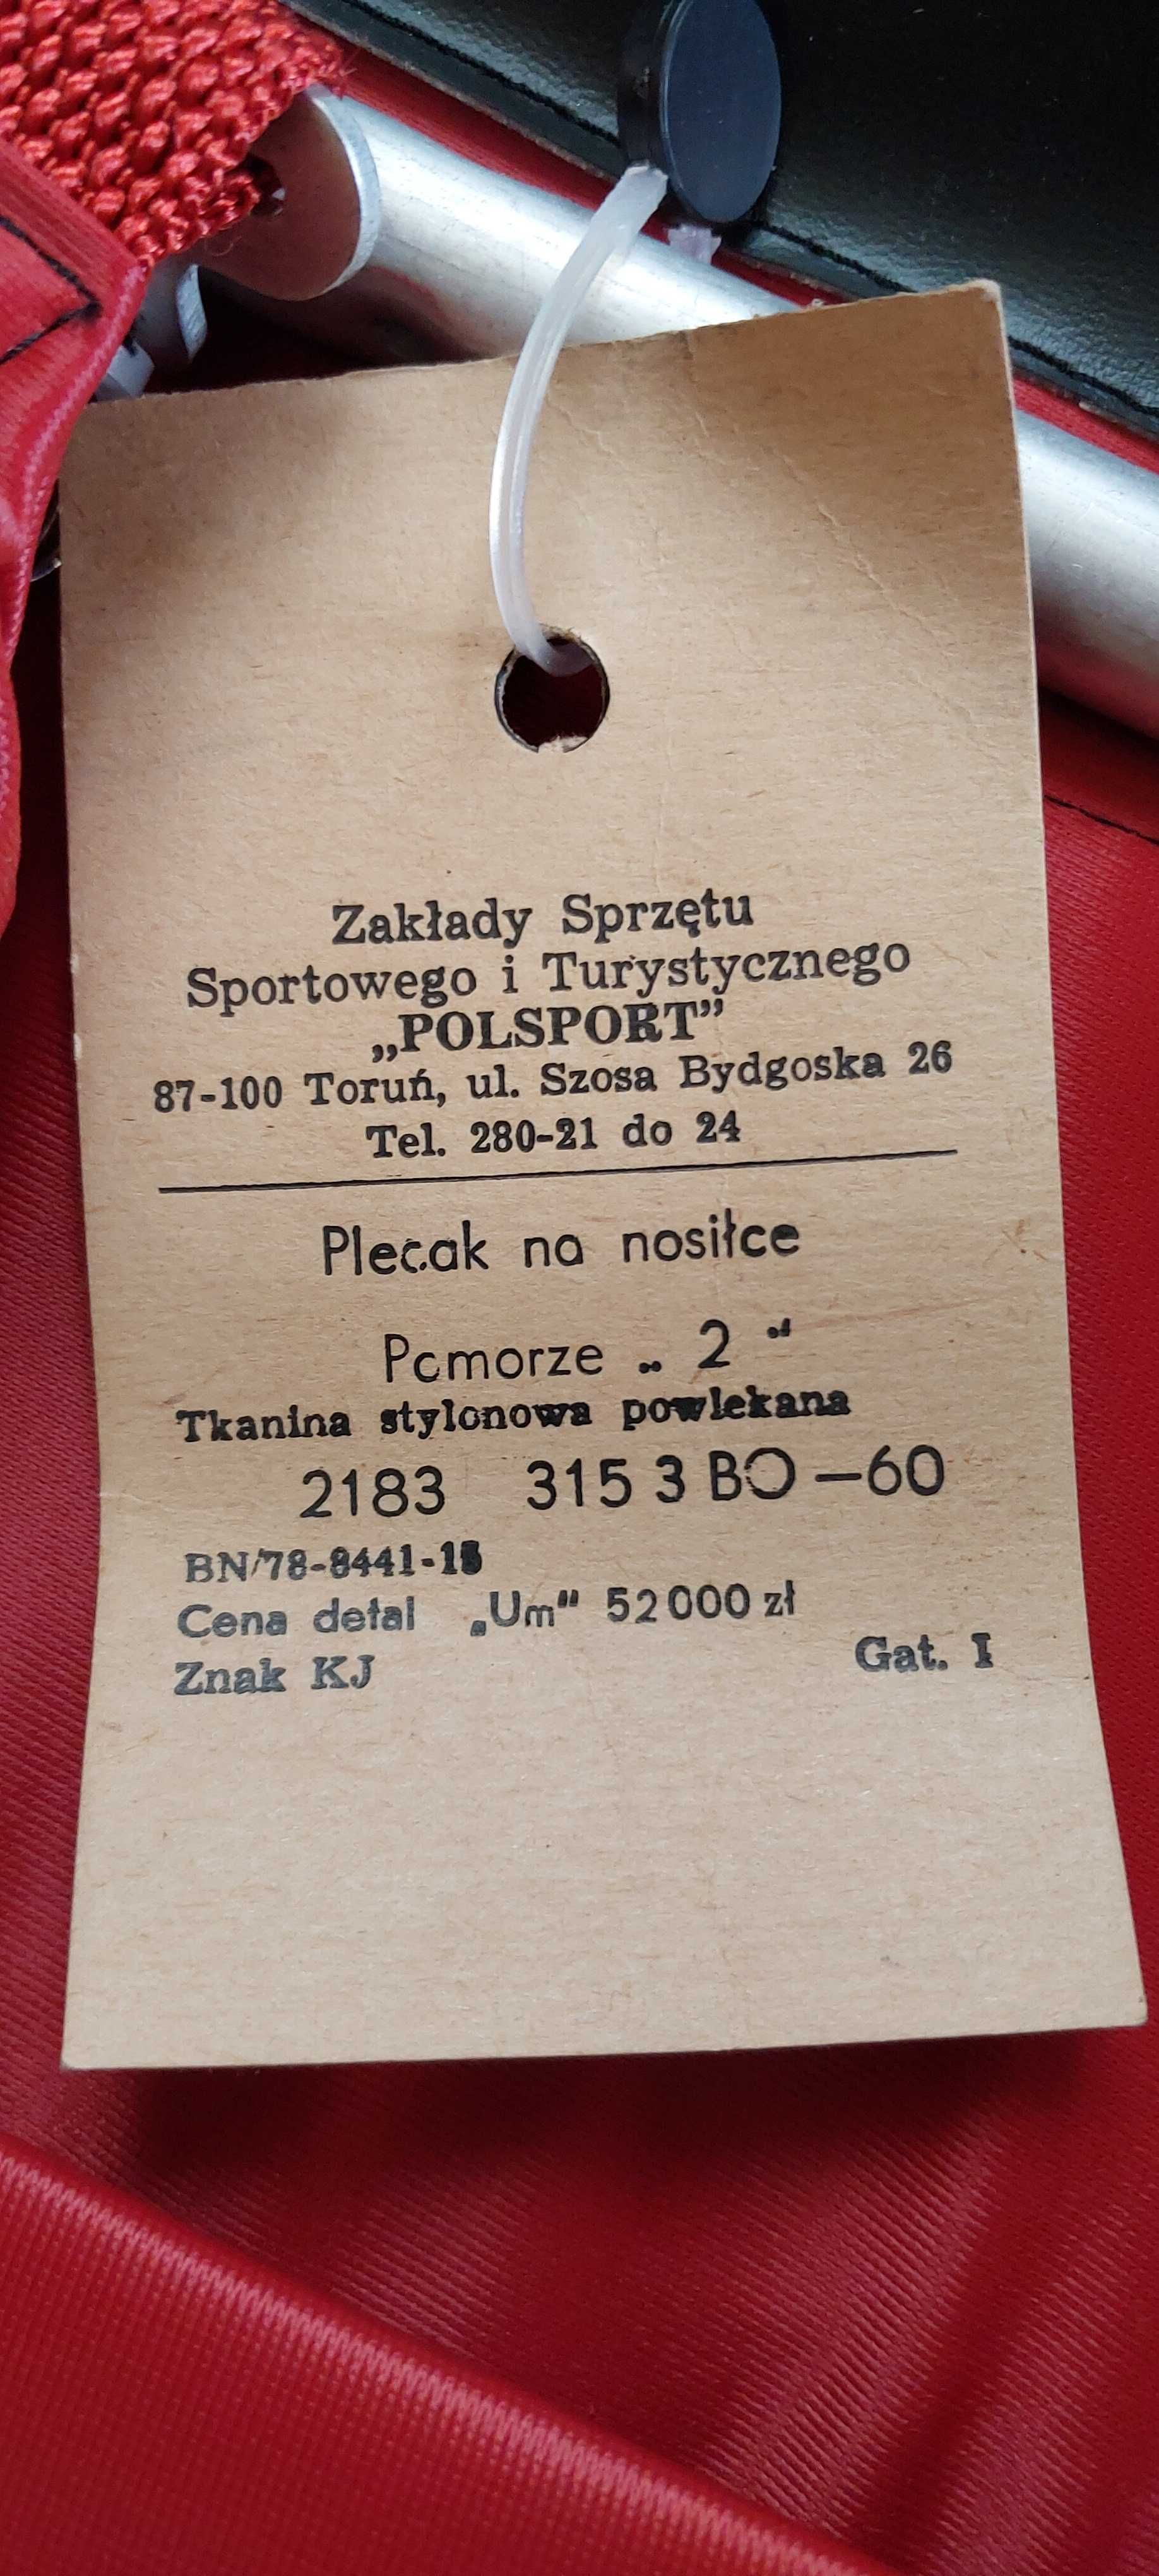 Zakłady Sprzętu
Sportowego i Turystycznego
„POLSPORT”
87-100 Toruń, ul. Szosa Bydgoska 26
Tel. 280-21 do 24
Plecak na nosiłce
Pomorze „ 2 “
Tkanina stylonowa powlekana
2183 315 3 BO —60
BN/78-8441-
Cena detal „Um“ 52000 zł
Znak KJ Gat. I